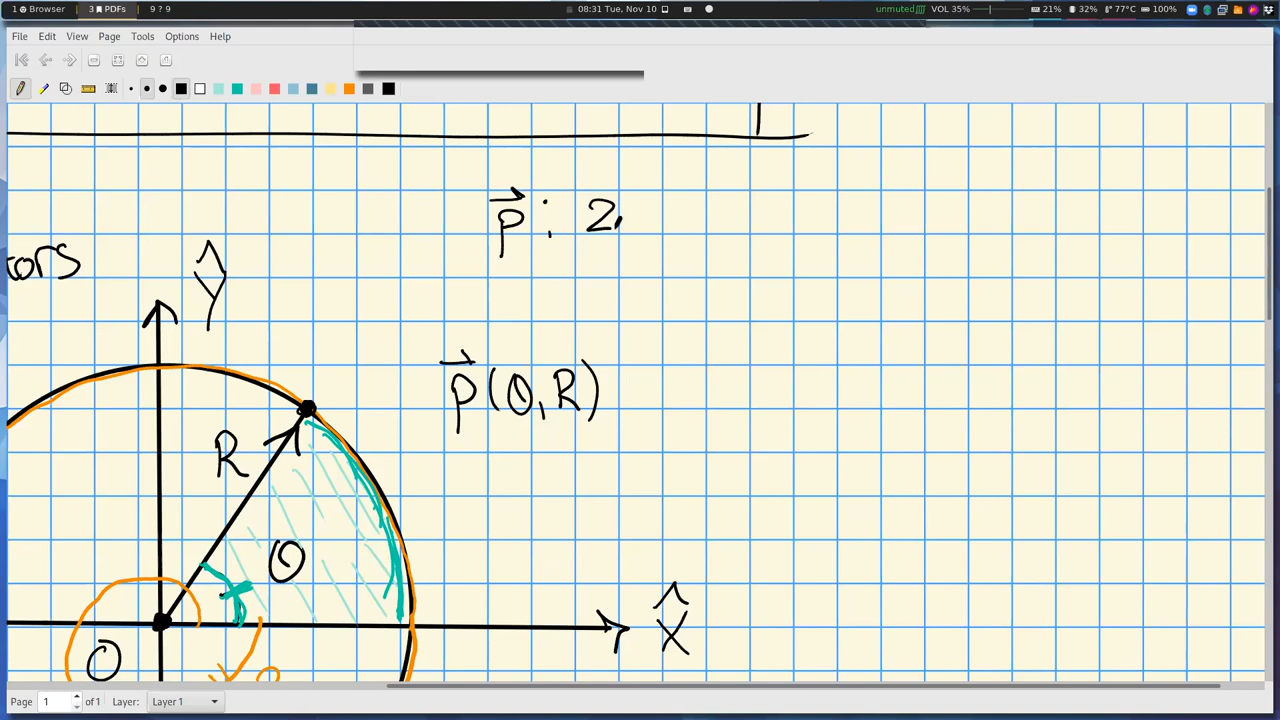 1 Browser 3 PDFs 9 ? 9 08:31 Tue, Nov 10 unmuted VOL 35% 21% 32% 77°C 100%
File Edit View Page Tools Options Help
p⃗ : 2
tors
ŷ
p⃗(θ,R)
R
θ
x̂
O
Page 1 of 1 Layer: Layer 1